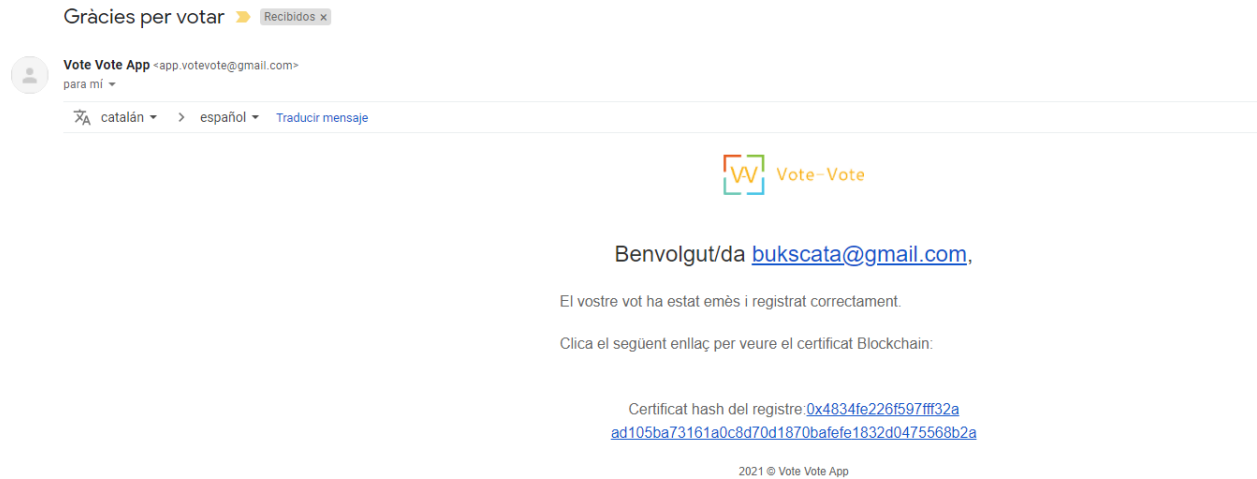 Gràcies per votar Recibidos x
Vote Vote App <app.votevote@gmail.com>
para mí
catalán > español Traducir mensaje
VV Vote-Vote
Benvolgut/da bukscata@gmail.com,
El vostre vot ha estat emès i registrat correctament.
Clica el següent enllaç per veure el certificat Blockchain:
Certificat hash del registre:0x4834fe226f597fff32a
ad105ba73161a0c8d70d1870bafefe1832d0475568b2a
2021 © Vote Vote App